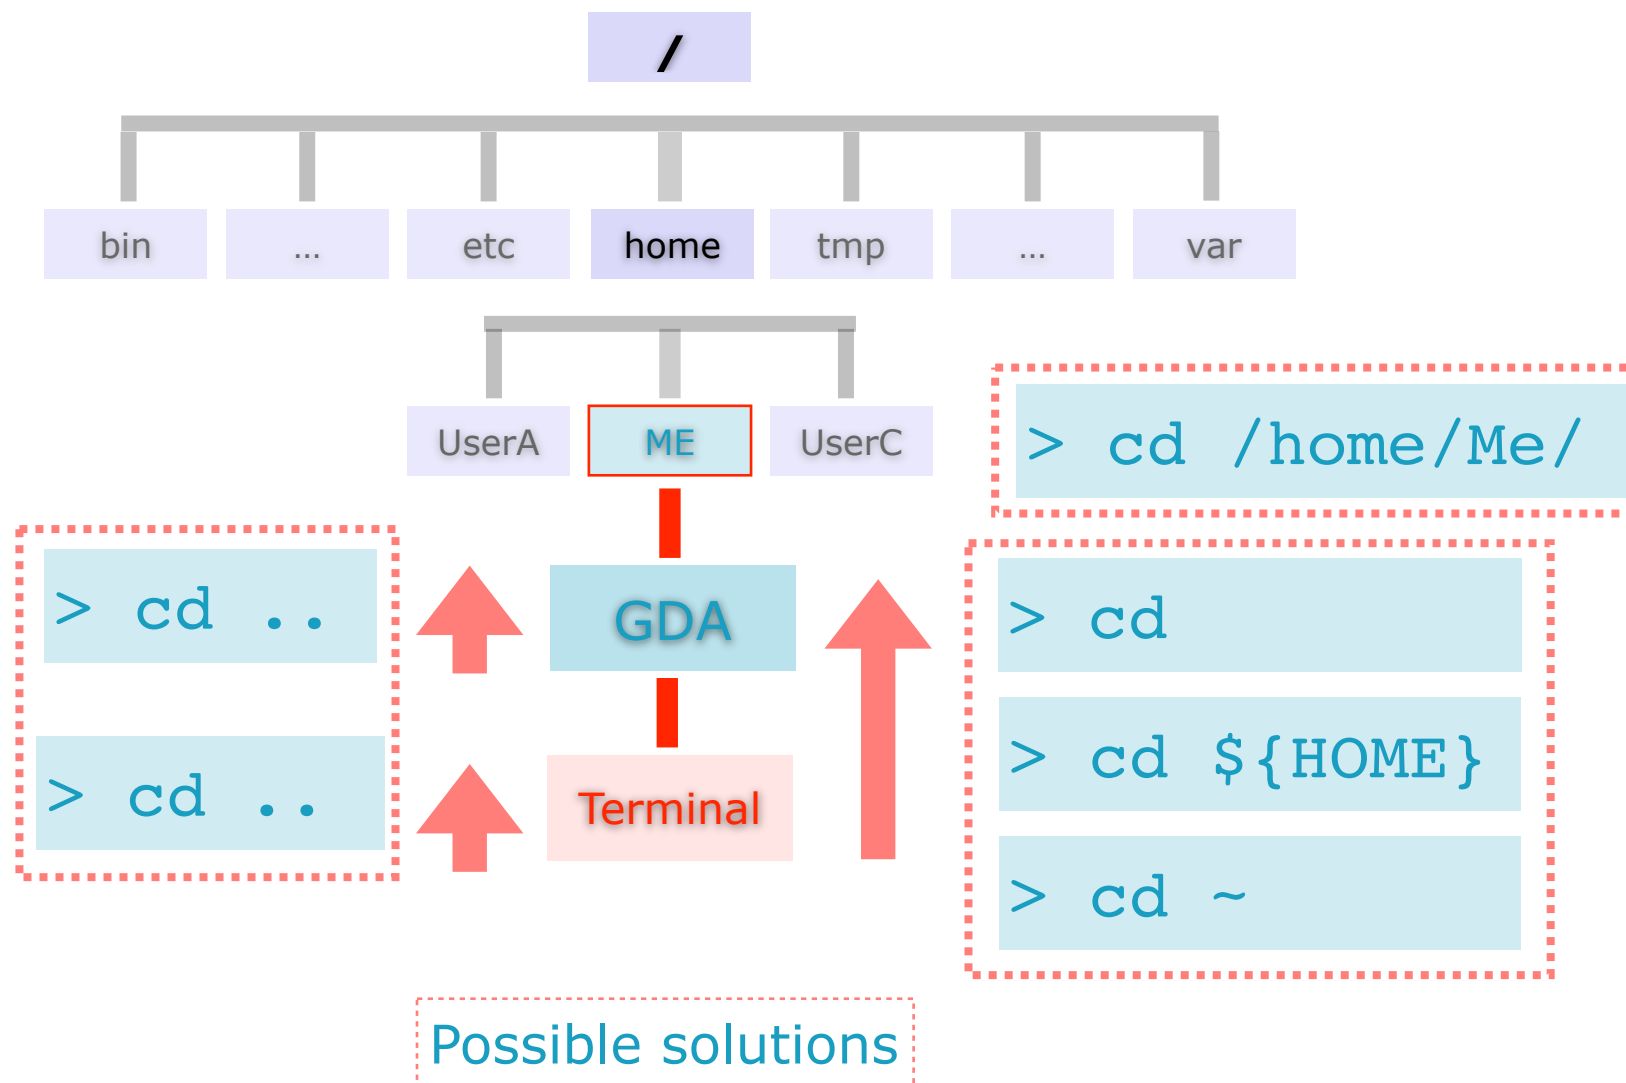 /
bin
...
etc
home
tmp
...
var
UserA
ME
UserC
> cd /home/Me/
> cd ..
GDA
> cd
> cd ..
Terminal
> cd ${HOME}
> cd ~
Possible solutions